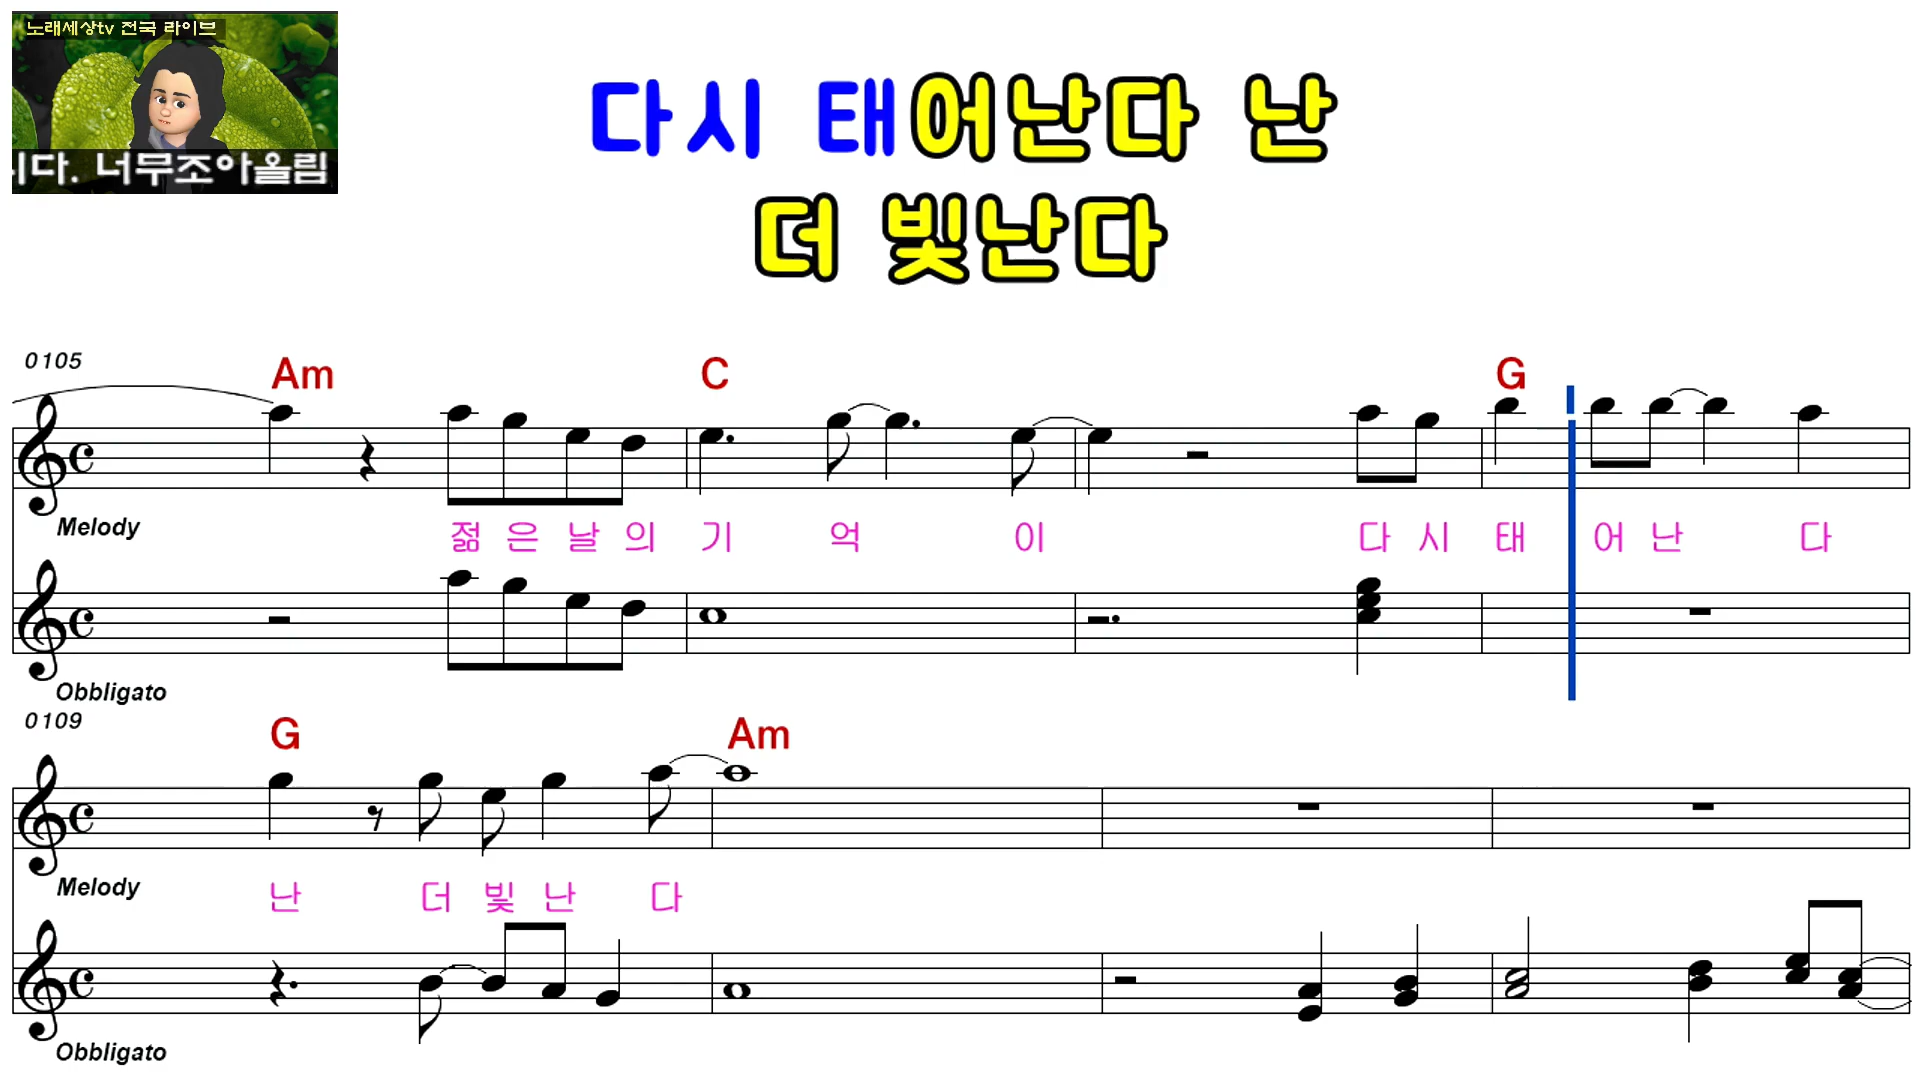 노래세상tv 전국 라이브
니다. 너무조아올림
다시 태어난다 난
더 빛난다
0105
Am C G
Melody
젊 은 날 의 기 억 이 다 시 태 어 난 다
Obbligato
0109
G Am
Melody
난 더 빛 난 다
Obbligato